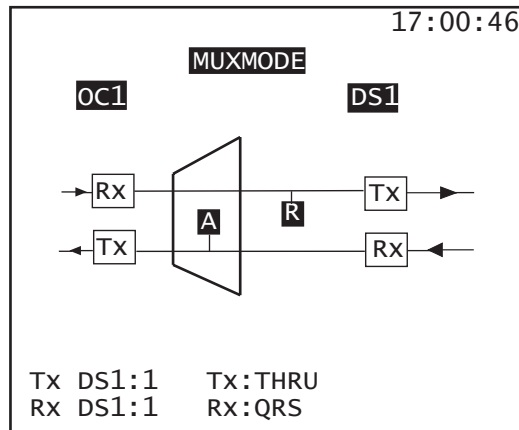 17:00:46
MUXMODE
OC1 DS1
Rx Tx
R
A
Tx Rx
Tx DS1:1 Tx:THRU
Rx DS1:1 Rx:QRS